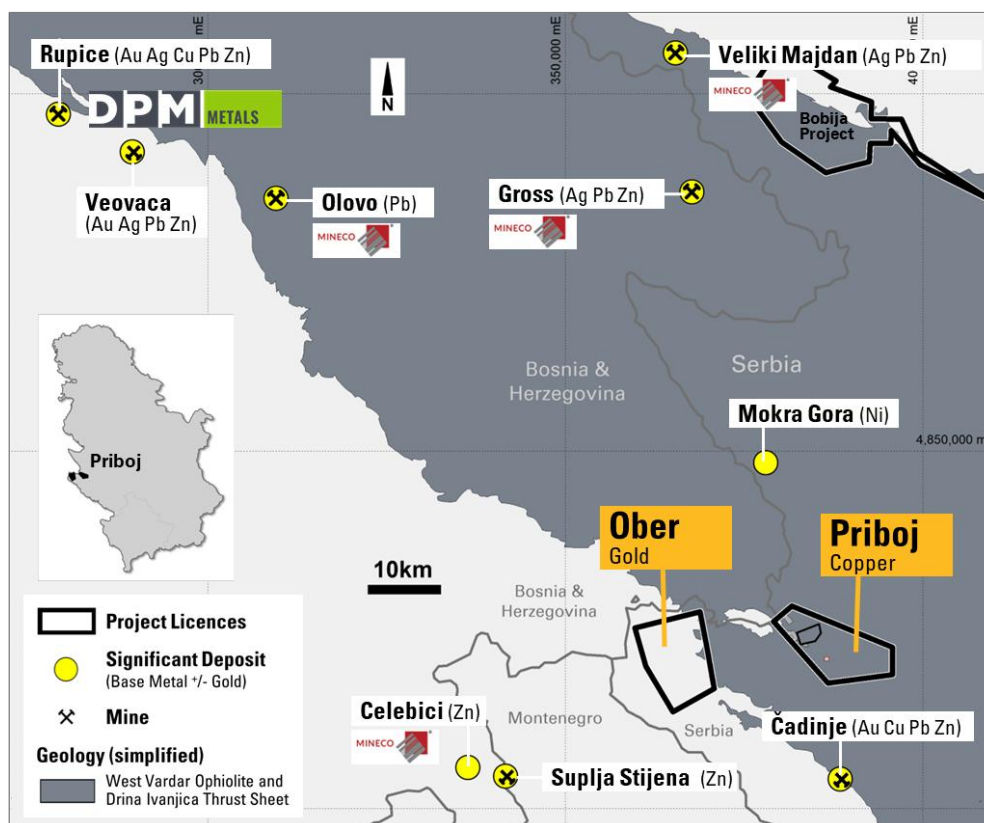 Rupice (Au Ag Cu Pb Zn)
DPM METALS
Veovaca
(Au Ag Pb Zn)
N
Olovo (Pb)
MINECO
Gross (Ag Pb Zn)
MINECO
350,000 mE
Veliki Majdan (Ag Pb Zn)
MINECO
Bobija
Project
Bosnia &
Herzegovina
Serbia
Mokra Gora (Ni)
4,850,000 m
Priboj
Ober
Gold
Priboj
Copper
10km
Bosnia &
Herzegovina
Montenegro
Serbia
Celebici (Zn)
MINECO
Suplja Stijena (Zn)
Čadinje (Au Cu Pb Zn)
Project Licences
Significant Deposit
(Base Metal +/- Gold)
Mine
Geology (simplified)
West Vardar Ophiolite and
Drina Ivanjica Thrust Sheet